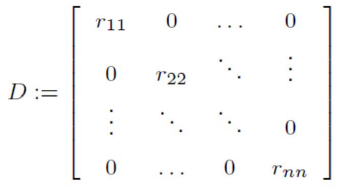 r₁₁ 0 … 0
0 r₂₂ ⋱ ⋮
D := ⋮ ⋱ ⋱ 0
0 … 0 rₙₙ